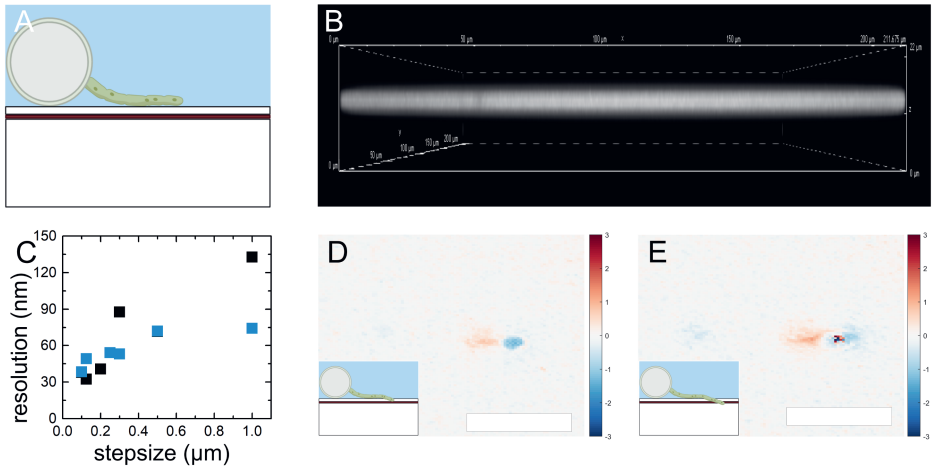 A
B
0 µm
50 µm
100 µm
x
150 µm
200 µm
211.675 µm
22 µm
z
y
50 µm
100 µm
150 µm
200 µm
0 µm
0 µm
C
150
120
90
60
30
0
0.0
0.2
0.4
0.6
0.8
1.0
resolution (nm)
stepsize (µm)
D
3
2
1
0
-1
-2
-3
E
3
2
1
0
-1
-2
-3